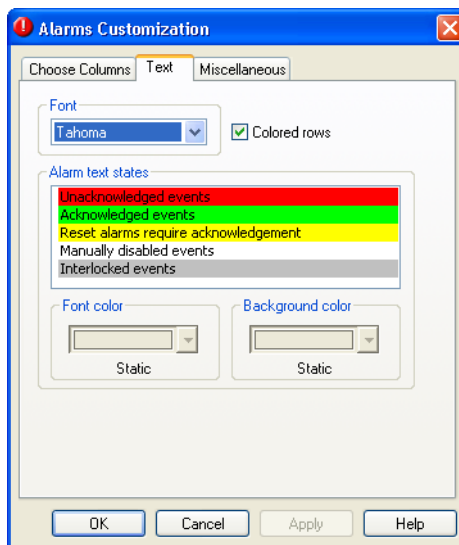 Alarms Customization
Choose Columns Text Miscellaneous
Font
Tahoma Colored rows
Alarm text states
Unacknowledged events
Acknowledged events
Reset alarms require acknowledgement
Manually disabled events
Interlocked events
Font color Background color
Static Static
OK Cancel Apply Help